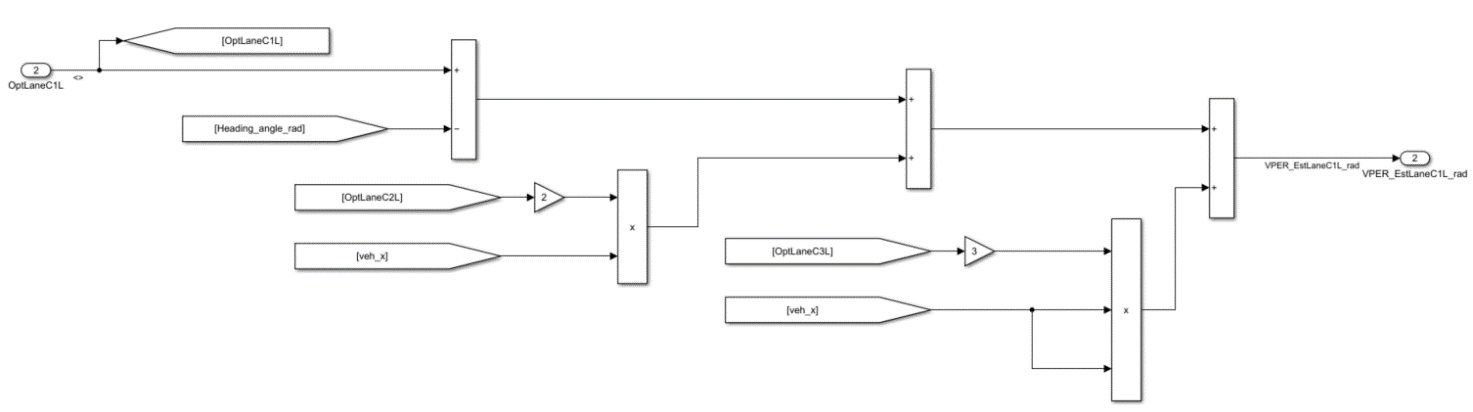 [OptLaneC1L]
2
OptLaneC1L
<>
+
[Heading_angle_rad]
−
+
+
[OptLaneC2L]
2
x
[veh_x]
+
+
VPER_EstLaneC1L_rad
2
VPER_EstLaneC1L_rad
[OptLaneC3L]
3
[veh_x]
x